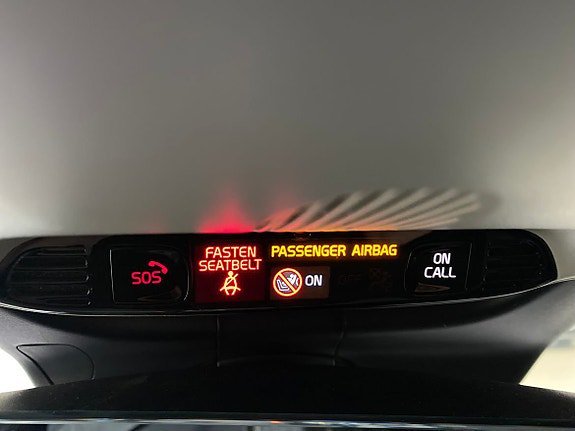 SOS
FASTEN
SEATBELT
PASSENGER AIRBAG
ON
ON
CALL